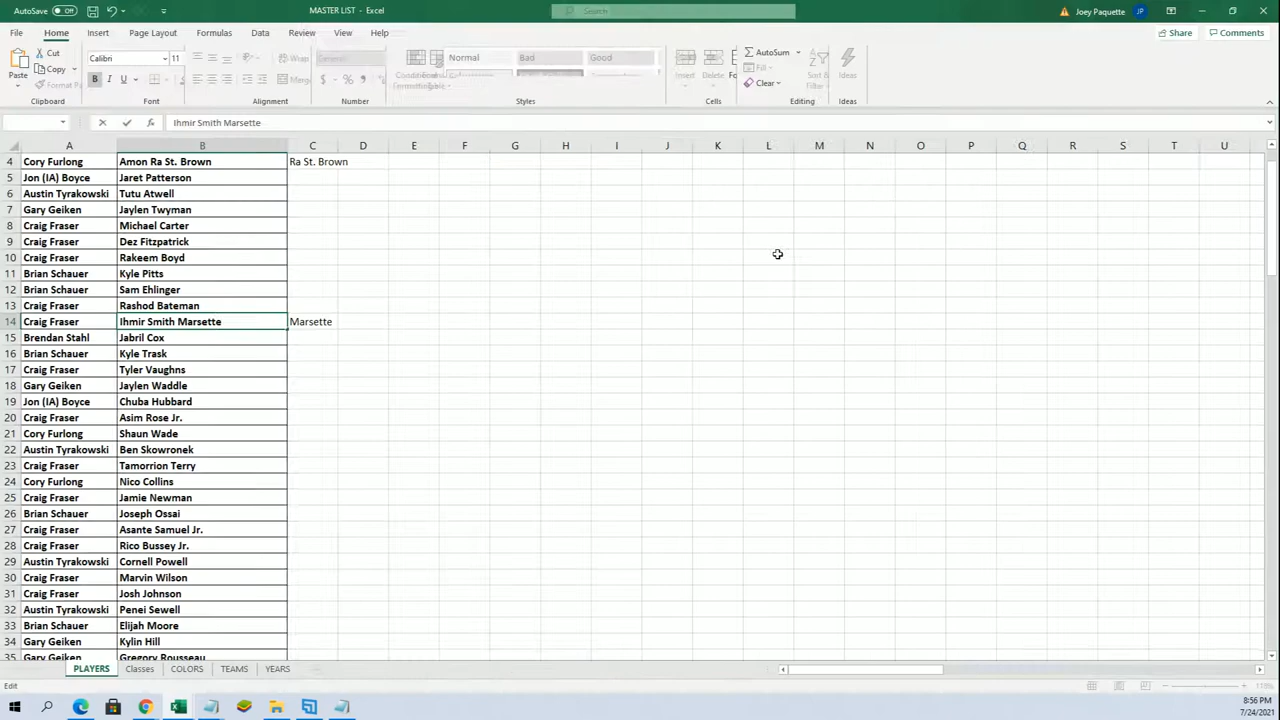 AutoSave Off MASTER LIST - Excel Search Joey Paquette JP
File Home Insert Page Layout Formulas Data Review View Help Share Comments
Paste Cut Copy Format Pa Clipboard
Calibri 11 B I U Font
Wrap Merg Alignment
General $ % Number
Normal Bad Good Styles
Insert Delete Fo Cells
AutoSum Fill Clear Sort & Filter Editing
Ideas Ideas
Ihmir Smith Marsette
A B C D E F G H I J K L M N O P Q R S T U
4 Cory Furlong Amon Ra St. Brown Ra St. Brown
5 Jon (IA) Boyce Jaret Patterson
6 Austin Tyrakowski Tutu Atwell
7 Gary Geiken Jaylen Twyman
8 Craig Fraser Michael Carter
9 Craig Fraser Dez Fitzpatrick
10 Craig Fraser Rakeem Boyd
11 Brian Schauer Kyle Pitts
12 Brian Schauer Sam Ehlinger
13 Craig Fraser Rashod Bateman
14 Craig Fraser Ihmir Smith Marsette Marsette
15 Brendan Stahl Jabril Cox
16 Brian Schauer Kyle Trask
17 Craig Fraser Tyler Vaughns
18 Gary Geiken Jaylen Waddle
19 Jon (IA) Boyce Chuba Hubbard
20 Craig Fraser Asim Rose Jr.
21 Cory Furlong Shaun Wade
22 Austin Tyrakowski Ben Skowronek
23 Craig Fraser Tamorrion Terry
24 Cory Furlong Nico Collins
25 Craig Fraser Jamie Newman
26 Brian Schauer Joseph Ossai
27 Craig Fraser Asante Samuel Jr.
28 Craig Fraser Rico Bussey Jr.
29 Austin Tyrakowski Cornell Powell
30 Craig Fraser Marvin Wilson
31 Craig Fraser Josh Johnson
32 Austin Tyrakowski Penei Sewell
33 Brian Schauer Elijah Moore
34 Gary Geiken Kylin Hill
35 Gary Geiken Gregory Rousseau
PLAYERS Classes COLORS TEAMS YEARS
Edit 118%
8:56 PM
7/24/2021